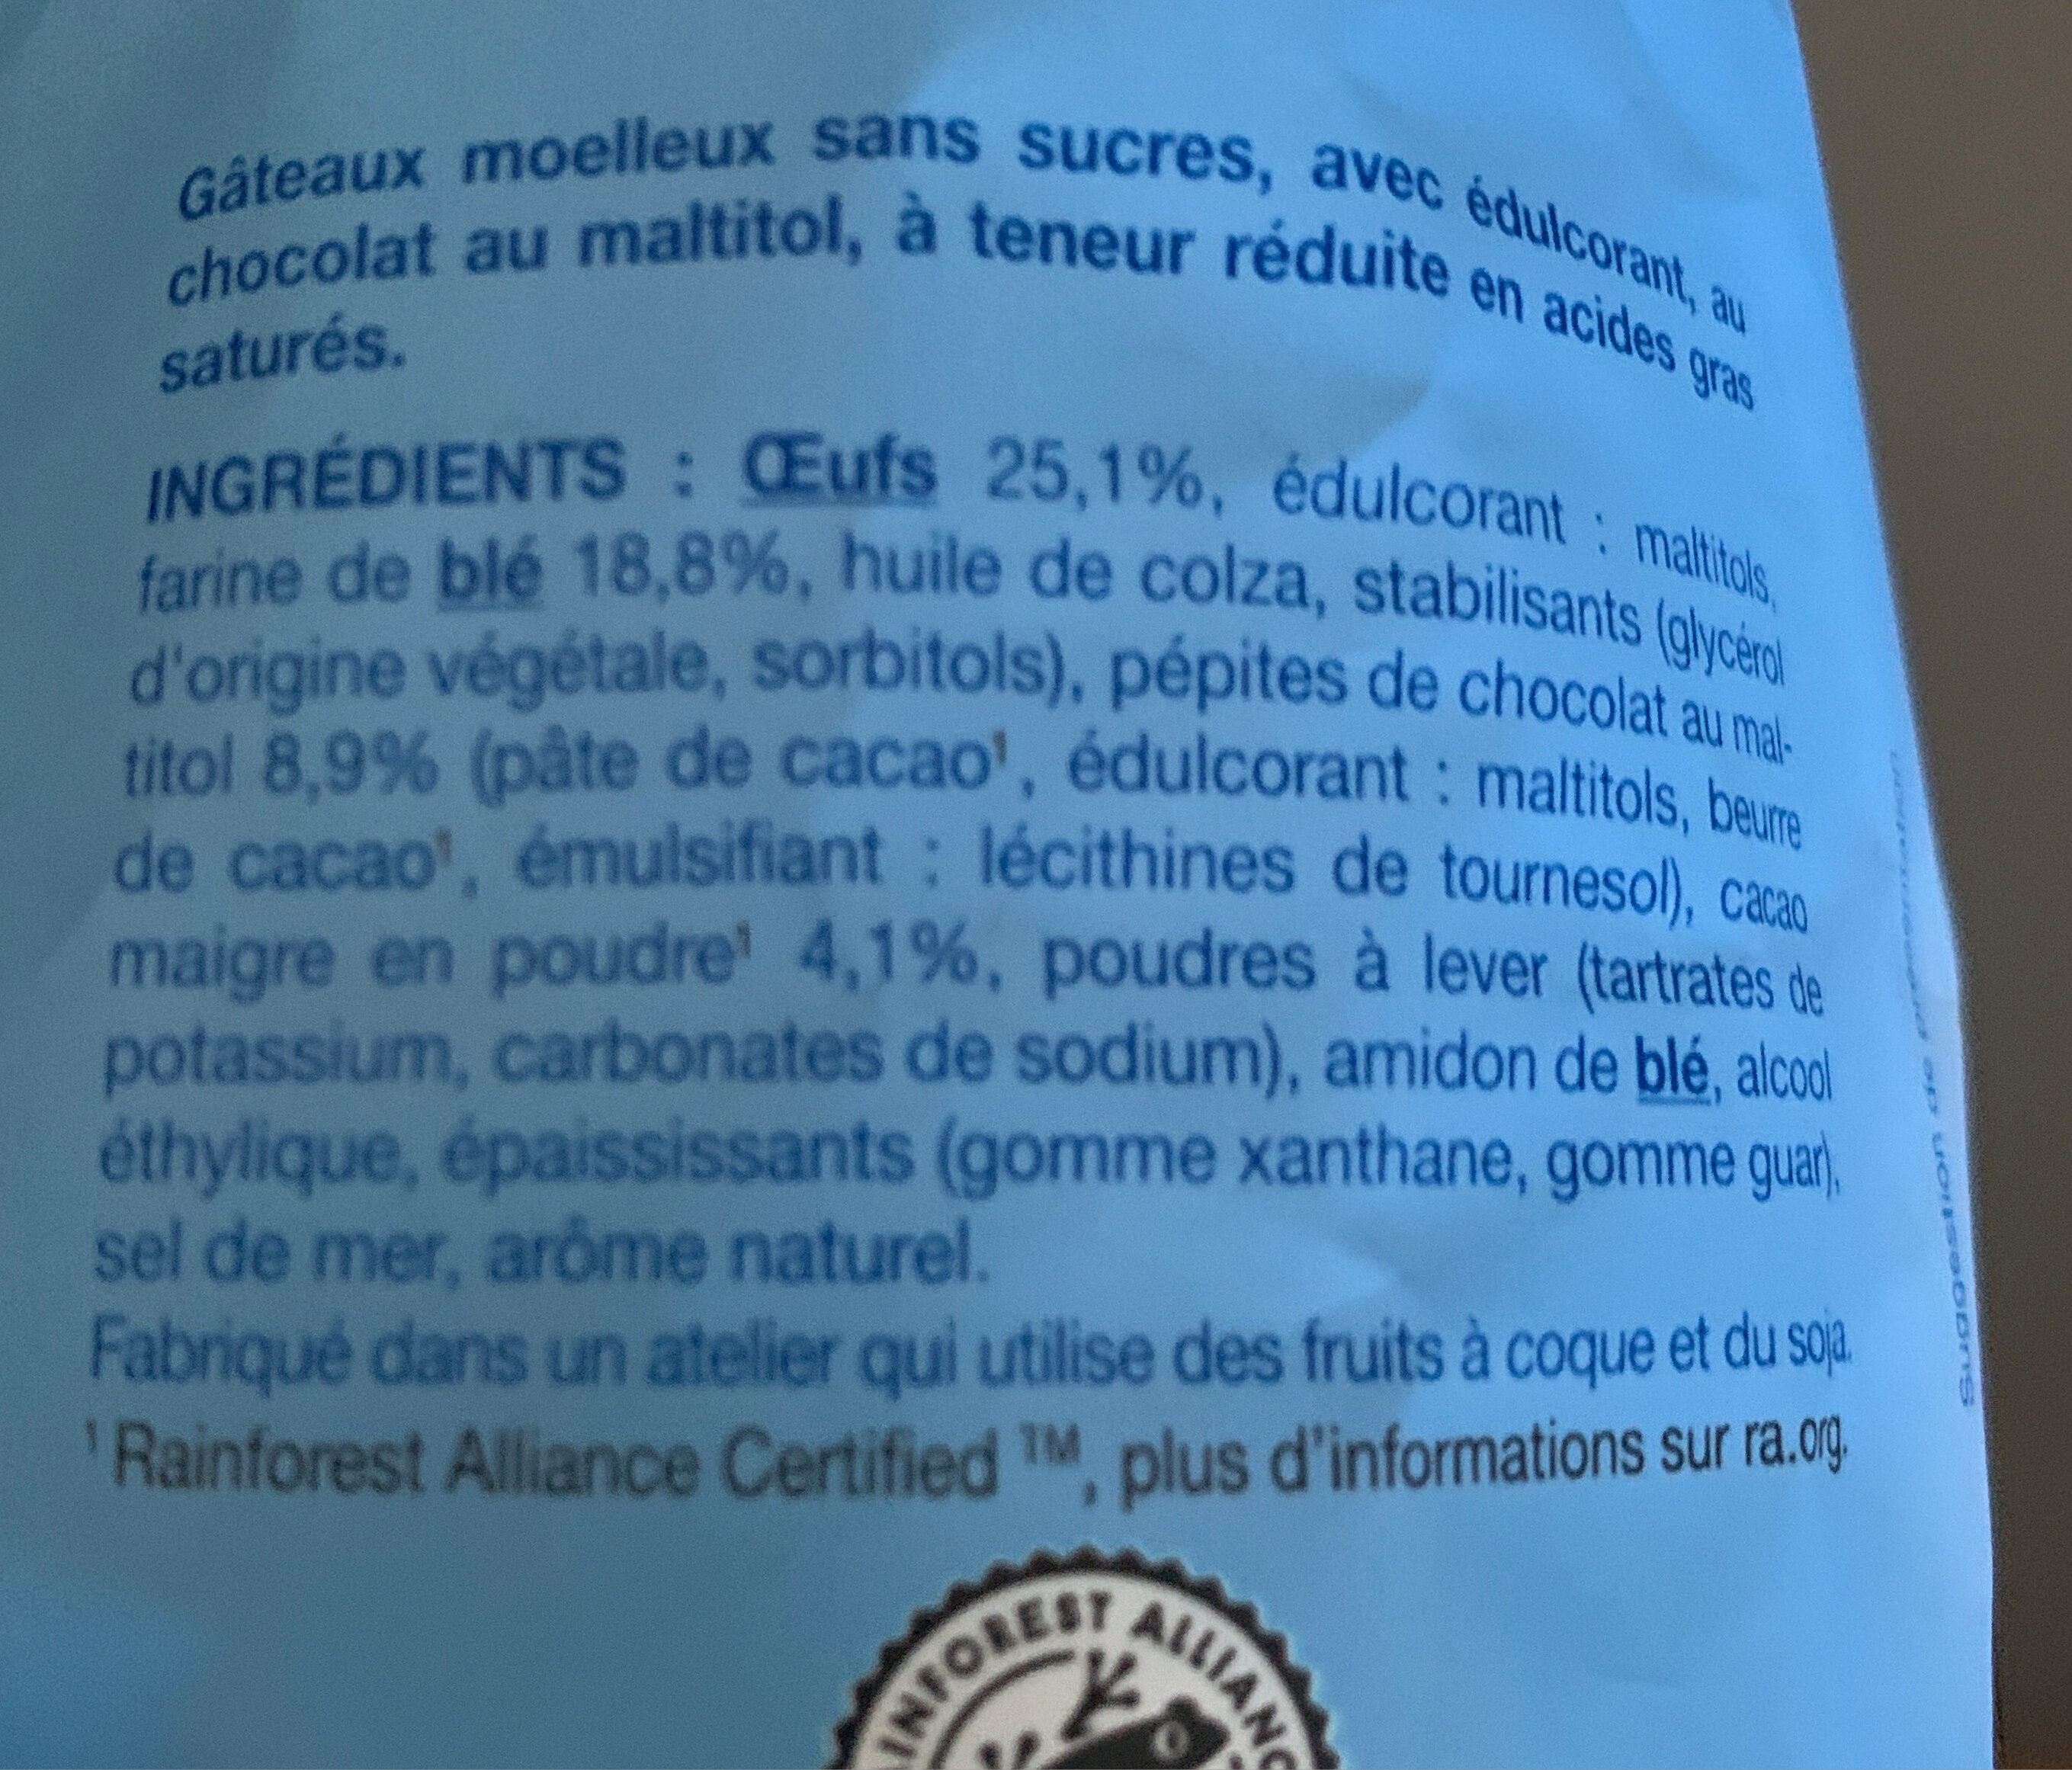 Gâteaux moelleux sans sucres, avec édulcorant, au
chocolat au maltitol, à teneur réduite en acides gras
saturés.
INGRÉDIENTS : Œufs 25,1%, édulcorant : maltitols,
farine de blé 18,8%, huile de colza, stabilisants (glycérol
d'origine végétale, sorbitols), pépites de chocolat au mal-
titol 8,9% (pâte de cacao¹, édulcorant : maltitols, beurre
de cacao¹, émulsifiant : lécithines de tournesol), cacao
maigre en poudre¹ 4,1%, poudres à lever (tartrates de
potassium, carbonates de sodium), amidon de blé, alcool
éthylique, épaississants (gomme xanthane, gomme guar),
sel de mer, arôme naturel.
Fabriqué dans un atelier qui utilise des fruits à coque et du soja.
¹ Rainforest Alliance Certified ™, plus d'informations sur ra.org.
INFOREST ALLIANC
Suggestion de présentation